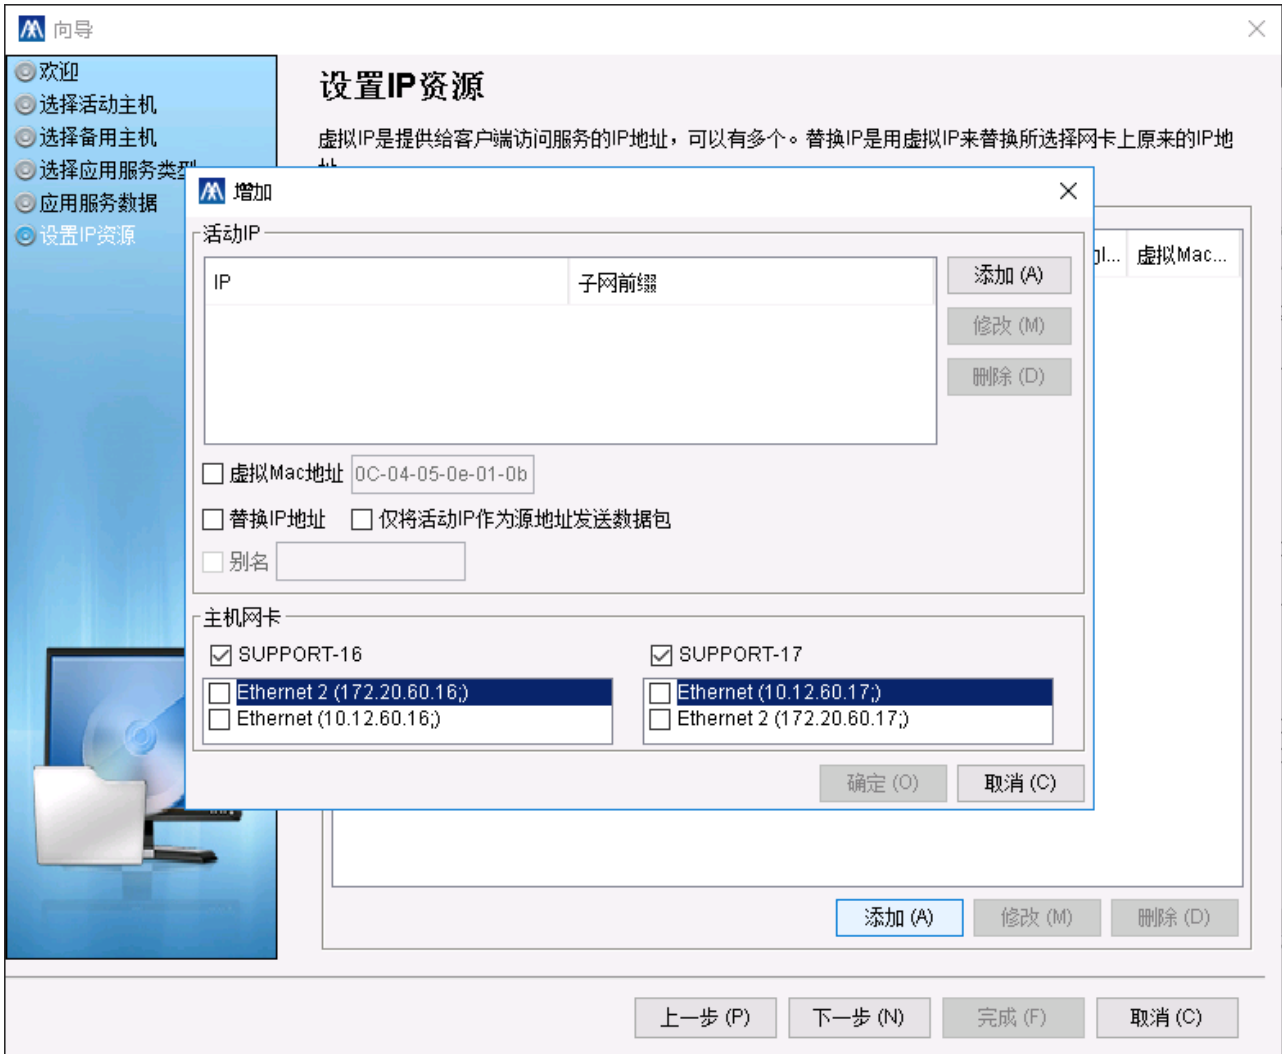 向导
欢迎
选择活动主机
选择备用主机
选择应用服务类型
应用服务数据
设置IP资源
设置IP资源
虚拟IP是提供给客户端访问服务的IP地址，可以有多个。替换IP是用虚拟IP来替换所选择网卡上原来的IP地
增加
活动IP
IP 子网前缀
添加 (A)
修改 (M)
删除 (D)
虚拟Mac...
虚拟Mac地址 0C-04-05-0e-01-0b
替换IP地址 仅将活动IP作为源地址发送数据包
别名
主机网卡
SUPPORT-16 SUPPORT-17
Ethernet 2 (172.20.60.16;) Ethernet (10.12.60.17;)
Ethernet (10.12.60.16;) Ethernet 2 (172.20.60.17;)
确定 (O) 取消 (C)
添加 (A) 修改 (M) 删除 (D)
上一步 (P) 下一步 (N) 完成 (F) 取消 (C)